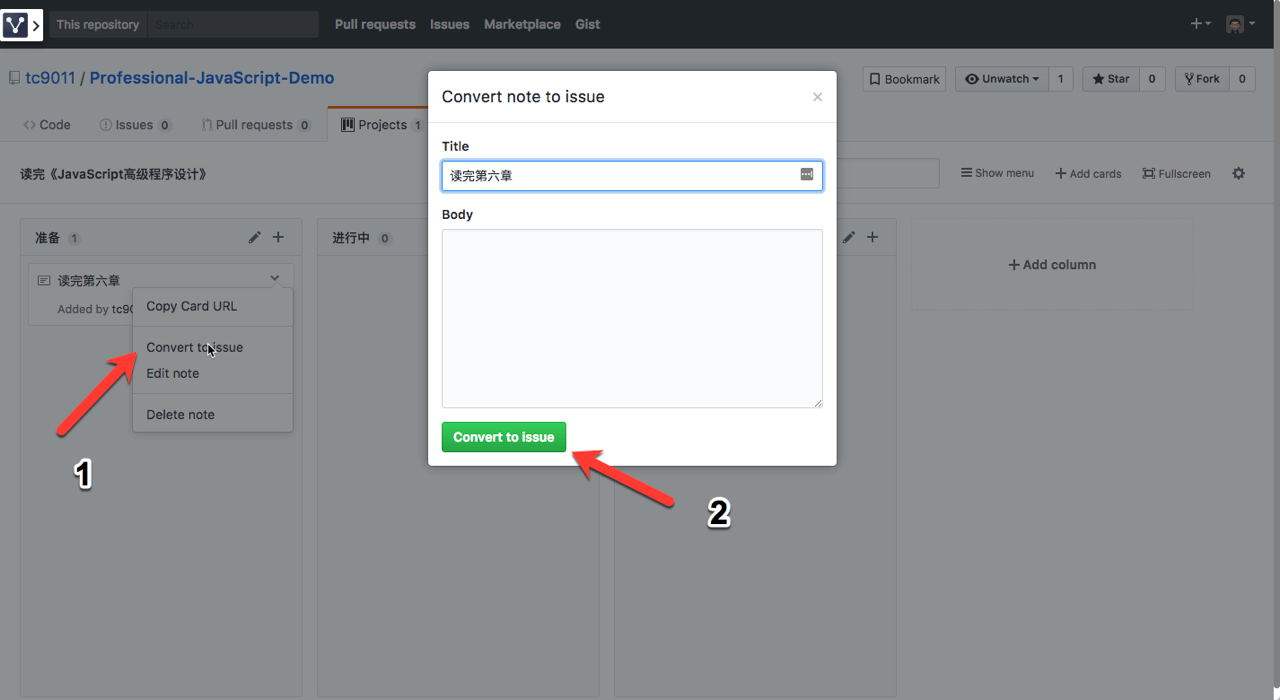 This repository Search Pull requests Issues Marketplace Gist
tc9011 / Professional-JavaScript-Demo
Bookmark Unwatch 1 Star 0 Fork 0
Code Issues 0 Pull requests 0 Projects 1
读完《JavaScript高级程序设计》
Show menu Add cards Fullscreen
准备 1
进行中 0
Add column
读完第六章
Added by tc90
Copy Card URL
Convert to issue
Edit note
Delete note
1
Convert note to issue
Title
读完第六章
Body
Convert to issue
2